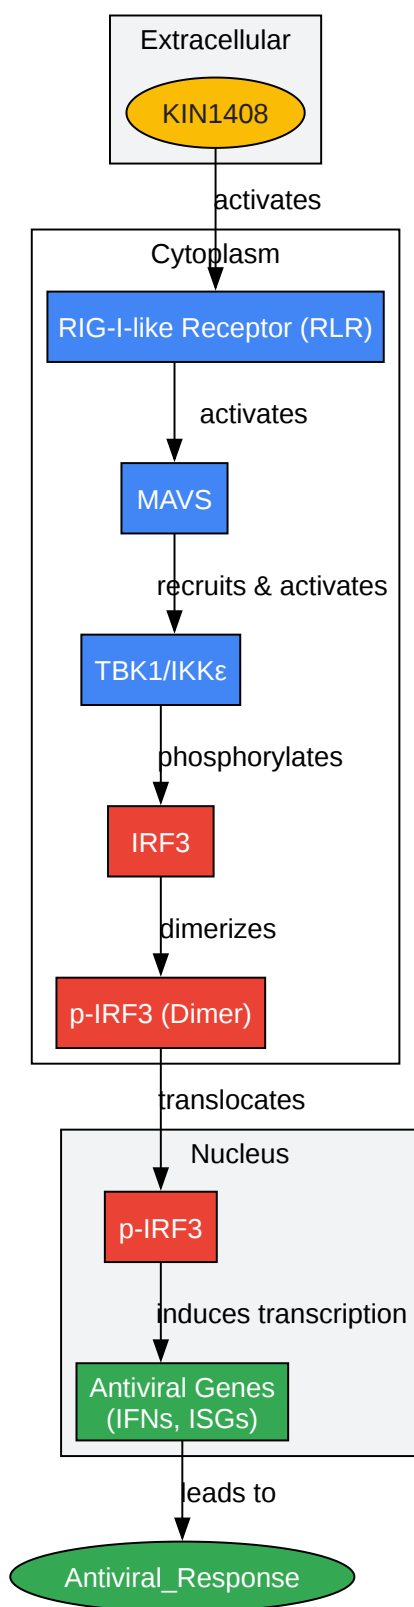 Extracellular
KIN1408
activates
Cytoplasm
RIG-I-like Receptor (RLR)
activates
MAVS
recruits & activates
TBK1/IKKε
phosphorylates
IRF3
dimerizes
p-IRF3 (Dimer)
translocates
Nucleus
p-IRF3
induces transcription
Antiviral Genes
(IFNs, ISGs)
leads to
Antiviral_Response